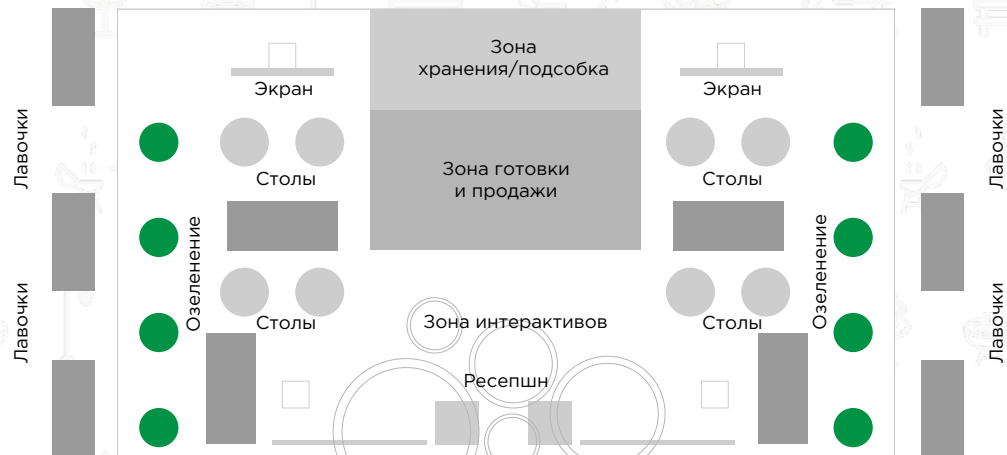 Зона
хранения/подсобка
Экран
Экран
Лавочки
Лавочки
Зона готовки
и продажи
Столы
Столы
Озеленение
Озеленение
Лавочки
Лавочки
Столы
Зона интерактивов
Столы
Ресепшн